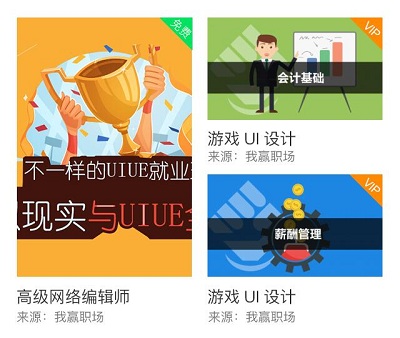 免费
不一样的UIUE就业
现实与UIUE
高级网络编辑师
来源：我赢职场
VIP
会计基础
游戏 UI 设计
来源：我赢职场
VIP
薪酬管理
游戏 UI 设计
来源：我赢职场